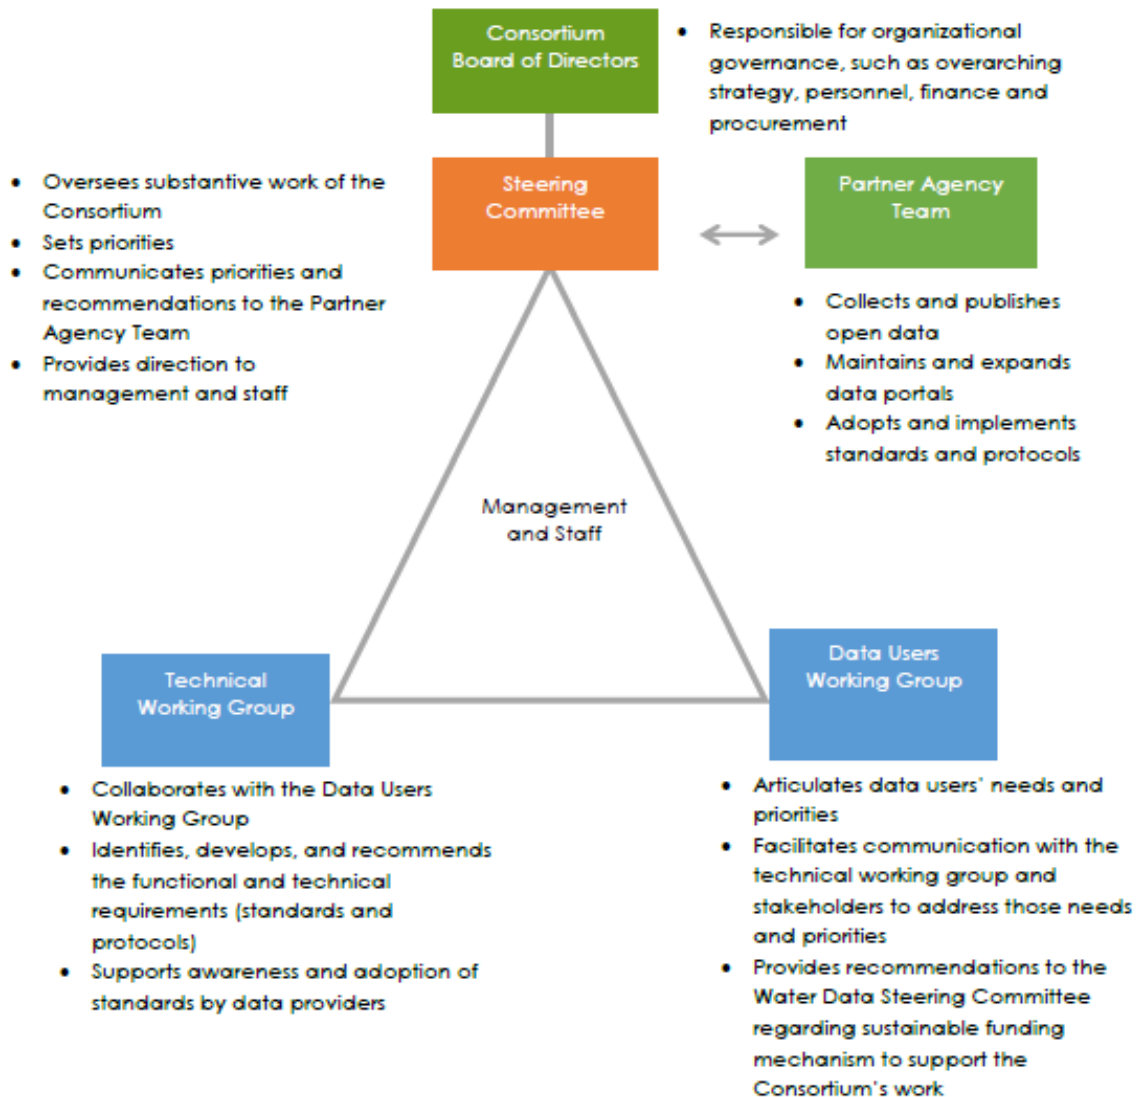 Consortium
Board of Directors
• Responsible for organizational
governance, such as overarching
strategy, personnel, finance and
procurement
• Oversees substantive work of the
Consortium
• Sets priorities
• Communicates priorities and
recommendations to the Partner
Agency Team
• Provides direction to
management and staff
Steering
Committee
Partner Agency
Team
• Collects and publishes
open data
• Maintains and expands
data portals
• Adopts and implements
standards and protocols
Management
and Staff
Technical
Working Group
• Collaborates with the Data Users
Working Group
• Identifies, develops, and recommends
the functional and technical
requirements (standards and
protocols)
• Supports awareness and adoption of
standards by data providers
Data Users
Working Group
• Articulates data users' needs and
priorities
• Facilitates communication with the
technical working group and
stakeholders to address those needs
and priorities
• Provides recommendations to the
Water Data Steering Committee
regarding sustainable funding
mechanism to support the
Consortium's work